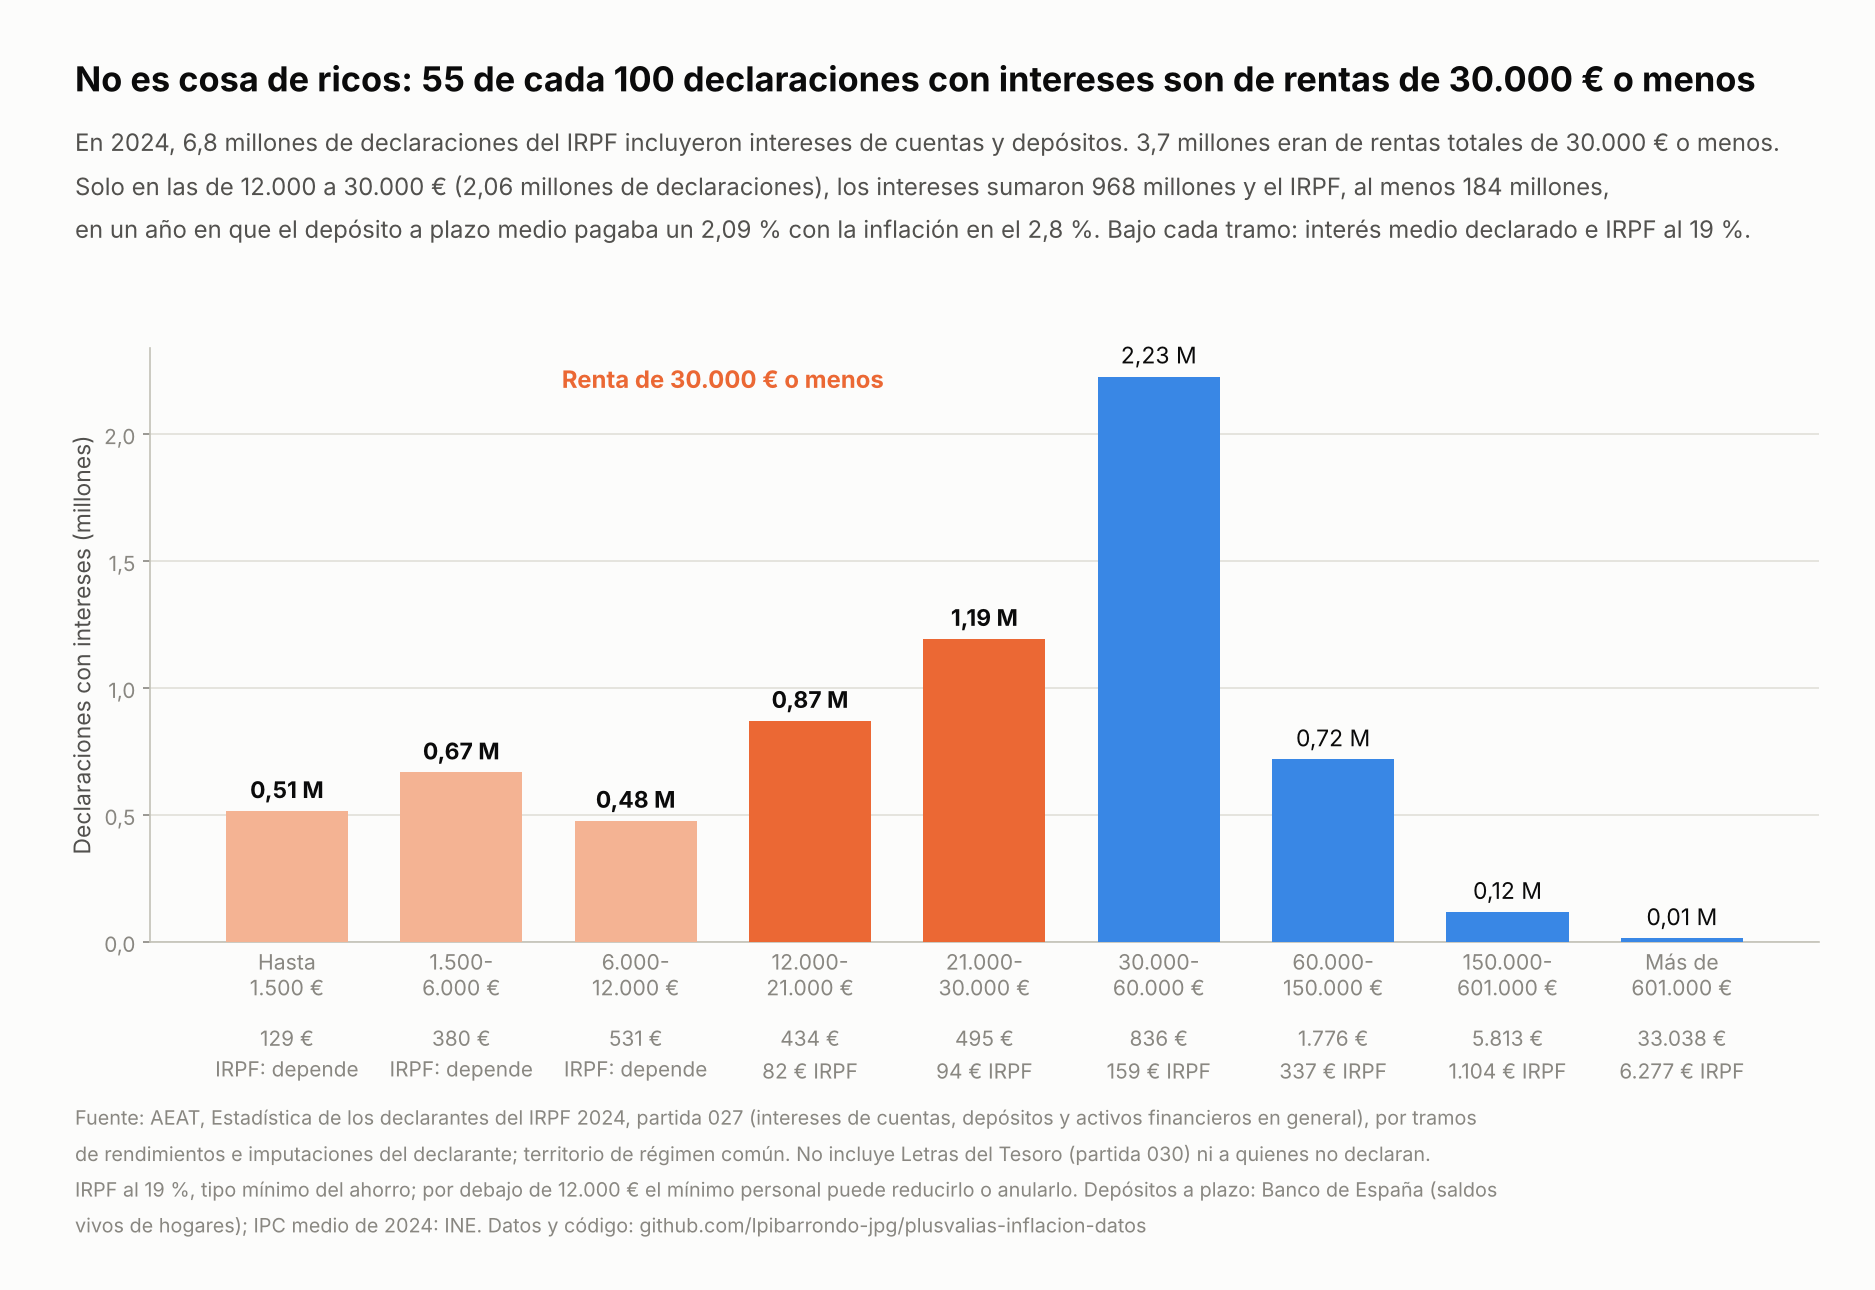 No es cosa de ricos: 55 de cada 100 declaraciones con intereses son de rentas de 30.000 € o menos
En 2024, 6,8 millones de declaraciones del IRPF incluyeron intereses de cuentas y depósitos. 3,7 millones eran de rentas totales de 30.000 € o menos.
Solo en las de 12.000 a 30.000 € (2,06 millones de declaraciones), los intereses sumaron 968 millones y el IRPF, al menos 184 millones,
en un año en que el depósito a plazo medio pagaba un 2,09 % con la inflación en el 2,8 %. Bajo cada tramo: interés medio declarado e IRPF al 19 %.
Declaraciones con intereses (millones)
2,0
1,5
1,0
0,5
0,0
Renta de 30.000 € o menos
0,51 M
0,67 M
0,48 M
0,87 M
1,19 M
2,23 M
0,72 M
0,12 M
0,01 M
Hasta 1.500 €
1.500-6.000 €
6.000-12.000 €
12.000-21.000 €
21.000-30.000 €
30.000-60.000 €
60.000-150.000 €
150.000-601.000 €
Más de 601.000 €
129 € 380 € 531 € 434 € 495 € 836 € 1.776 € 5.813 € 33.038 €
IRPF: depende IRPF: depende IRPF: depende 82 € IRPF 94 € IRPF 159 € IRPF 337 € IRPF 1.104 € IRPF 6.277 € IRPF
Fuente: AEAT, Estadística de los declarantes del IRPF 2024, partida 027 (intereses de cuentas, depósitos y activos financieros en general), por tramos
de rendimientos e imputaciones del declarante; territorio de régimen común. No incluye Letras del Tesoro (partida 030) ni a quienes no declaran.
IRPF al 19 %, tipo mínimo del ahorro; por debajo de 12.000 € el mínimo personal puede reducirlo o anularlo. Depósitos a plazo: Banco de España (saldos
vivos de hogares); IPC medio de 2024: INE. Datos y código: github.com/lpibarrondo-jpg/plusvalias-inflacion-datos